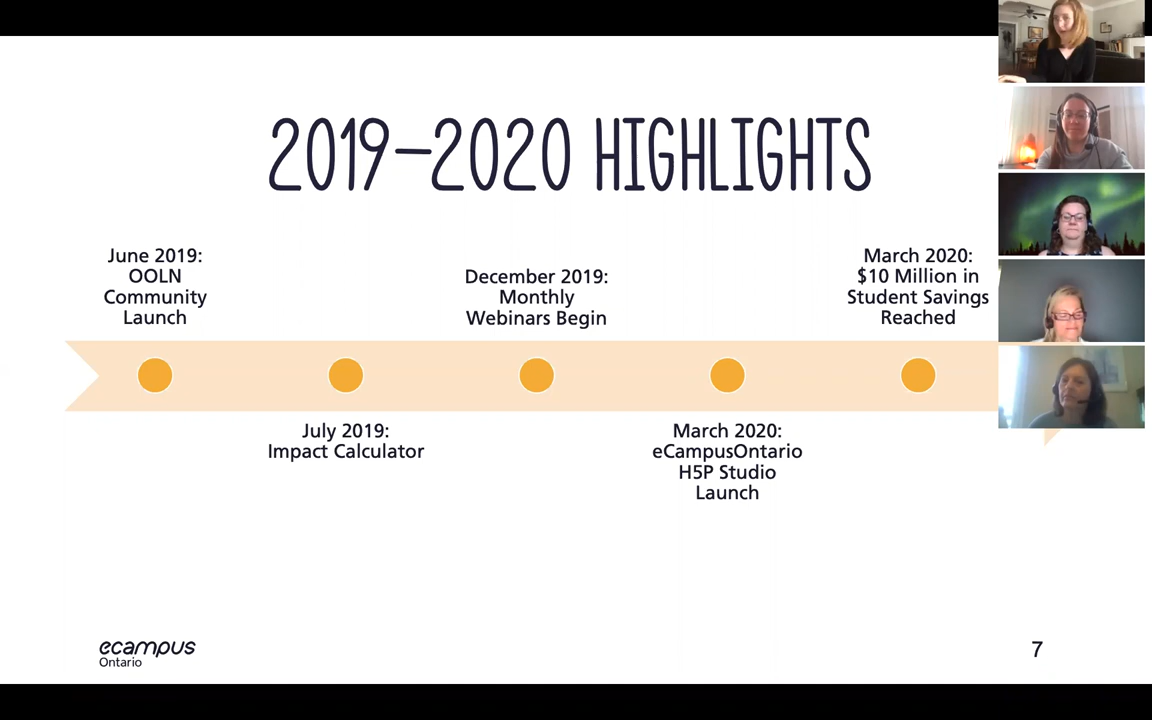 2019–2020 HIGHLIGHTS
June 2019:
OOLN
Community
Launch
July 2019:
Impact Calculator
December 2019:
Monthly
Webinars Begin
March 2020:
eCampusOntario
H5P Studio
Launch
March 2020:
$10 Million in
Student Savings
Reached
ecampus
Ontario
7